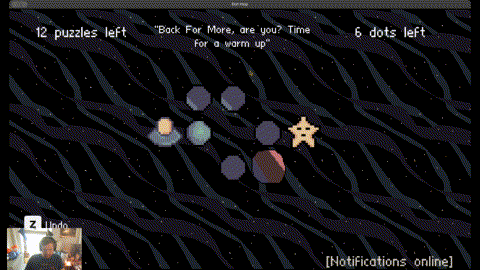 12 puzzles left
"Back For More, are you? Time
for a warm up"
6 dots left
Z Undo
[Notifications online]